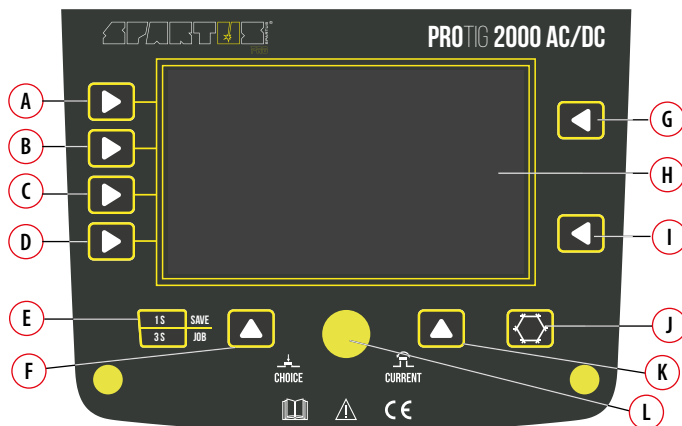 SPARTUS®
PROTIG 2000 AC/DC
A
B
C
D
E
F
G
H
I
J
K
L
1 S SAVE
3 S JOB
CHOICE
CURRENT
CE